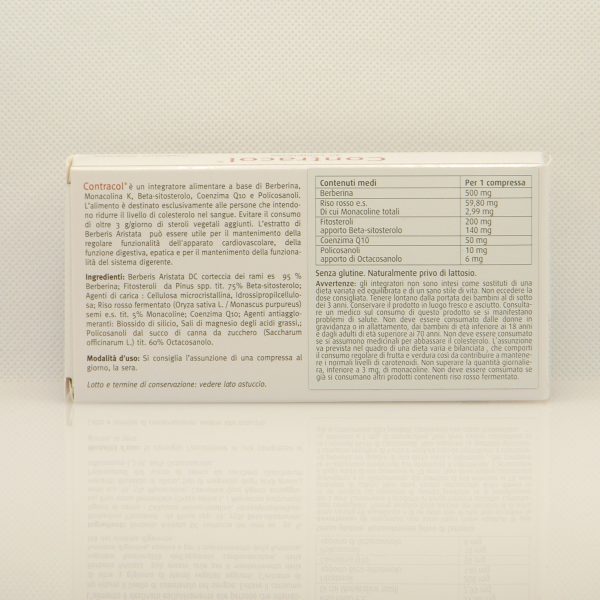 Contracol®
Contracol® è un integratore alimentare a base di Berberina,
Monacolina K, Beta-sitosterolo, Coenzima Q10 e Policosanoli.
L'alimento è destinato esclusivamente alle persone che intendo-
no ridurre il livello di colesterolo nel sangue. Evitare il consumo
di oltre 3 g/giorno di steroli vegetali aggiunti. L'estratto di
Berberis Aristata può essere utile per il mantenimento della
regolare funzionalità dell'apparato cardiovascolare, della
funzione digestiva, epatica e per il mantenimento della funziona-
lità del sistema digerente.
Ingredienti: Berberis Aristata DC corteccia dei rami es 95 %
Berberina; Fitosteroli da Pinus spp. tit. 75% Beta-sitosterolo;
Agenti di carica : Cellulosa microcristallina, Idrossipropilcellulo-
sa; Riso rosso fermentato (Oryza sativa L. / Monascus purpureus)
semi e.s. tit. 5% Monacoline; Coenzima Q10; Agenti antiagglo-
meranti: Biossido di silicio, Sali di magnesio degli acidi grassi,;
Policosanoli dal succo di canna da zucchero (Saccharum
officinarum L.) tit. 60% Octacosanolo.
Modalità d'uso: Si consiglia l'assunzione di una compressa al
giorno, la sera.
Lotto e termine di conservazione: vedere lato astuccio.
Contenuti medi Per 1 compressa
Berberina 500 mg
Riso rosso e.s. 59,80 mg
Di cui Monacoline totali 2,99 mg
Fitosteroli 200 mg
apporto Beta-sitosterolo 140 mg
Coenzima Q10 50 mg
Policosanoli 10 mg
apporto di Octacosanolo 6 mg
Senza glutine. Naturalmente privo di lattosio.
Avvertenze: gli integratori non sono intesi come sostituti di una
dieta variata ed equilibrata e di un sano stile di vita. Non eccedere la
dose consigliata. Tenere lontano dalla portata dei bambini al di sotto
dei 3 anni. Conservare il prodotto in luogo fresco e asciutto. Consulta-
re un medico sul consumo di questo prodotto se si manifestano
problemi di salute. Non deve essere consumato dalle donne in
gravidanza o in allattamento, dai bambini di età inferiore ai 18 anni
e dagli adulti di età superiore ai 70 anni. Non deve essere consumato
se si assumono medicinali per abbassare il colesterolo. L'assunzione
va prevista nel quadro di una dieta varia e bilanciata , che comporti
il consumo regolare di frutta e verdura così da contribuire a mantene-
re i normali livelli di carotenoidi. Non superare la quantità giornalie-
ra, inferiore a 3 mg, di monacoline. Non deve essere consumato se
già si consumano altri prodotti contenenti riso rosso fermentato.